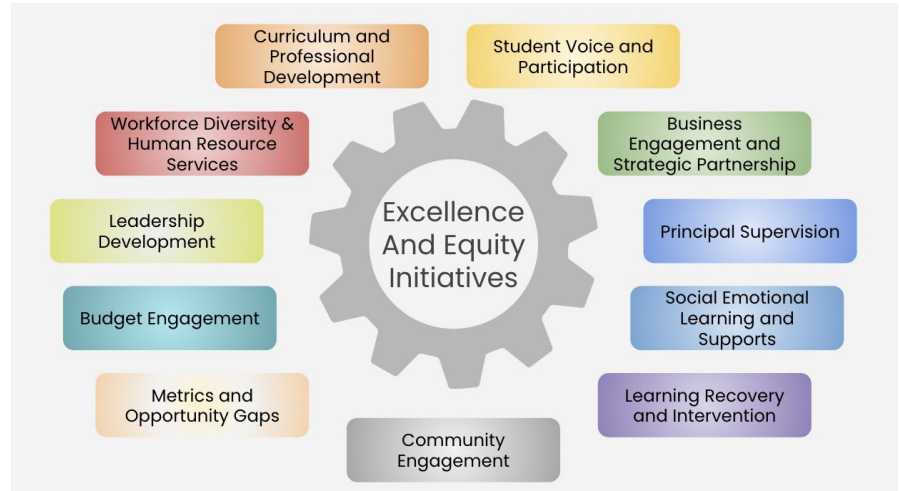 Curriculum and
Professional
Development
Student Voice and
Participation
Workforce Diversity &
Human Resource
Services
Business
Engagement and
Strategic Partnership
Leadership
Development
Excellence
And Equity
Initiatives
Principal Supervision
Budget Engagement
Social Emotional
Learning and
Supports
Metrics and
Opportunity Gaps
Learning Recovery
and Intervention
Community
Engagement